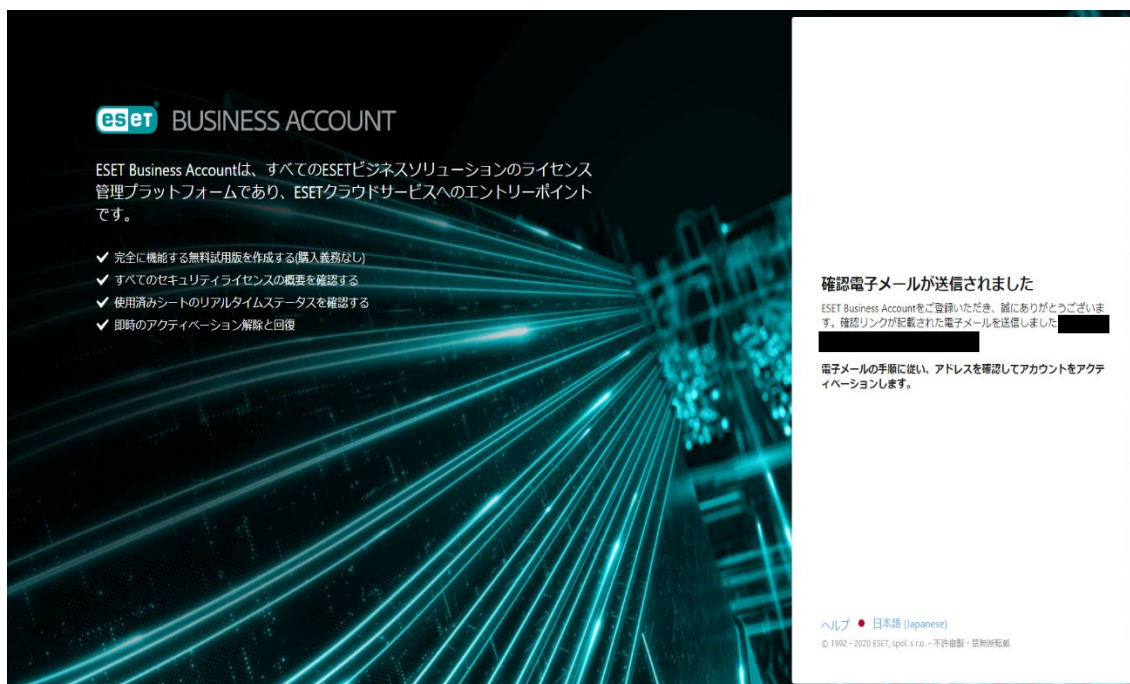 eset BUSINESS ACCOUNT
ESET Business Accountは、すべてのESETビジネスソリューションのライセンス
管理プラットフォームであり、ESETクラウドサービスへのエントリーポイント
です。
完全に機能する無料試用版を作成する(購入義務なし)
すべてのセキュリティライセンスの概要を確認する
使用済みシートのリアルタイムステータスを確認する
即時のアクティベーション解除と回復
確認電子メールが送信されました
ESET Business Accountをご登録いただき、誠にありがとうございま
す。確認リンクが記載された電子メールを送信しました
電子メールの手順に従い、アドレスを確認してアカウントをアクテ
ィベーションします。
ヘルプ 日本語 (Japanese)
© 1992 - 2020 ESET, spol. s r.o. - 不許複製・禁無断転載